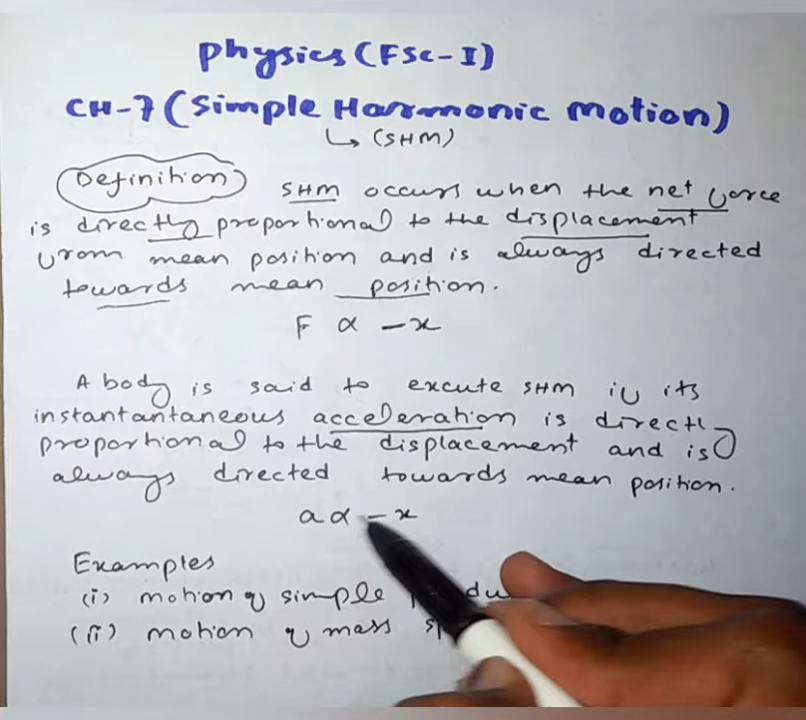 Physics (FSc-I)
CH-7 (Simple Harmonic Motion)
↳ (SHM)
Definition SHM occurs when the net force
is directly proportional to the displacement
from mean position and is always directed
towards mean position.
F ∝ -x
A body is said to excute SHM if its
instantantaneous acceleration is directly
proportional to the displacement and is
always directed towards mean position.
a ∝ -x
Examples
(i) motion of simple
(ii) motion of mass